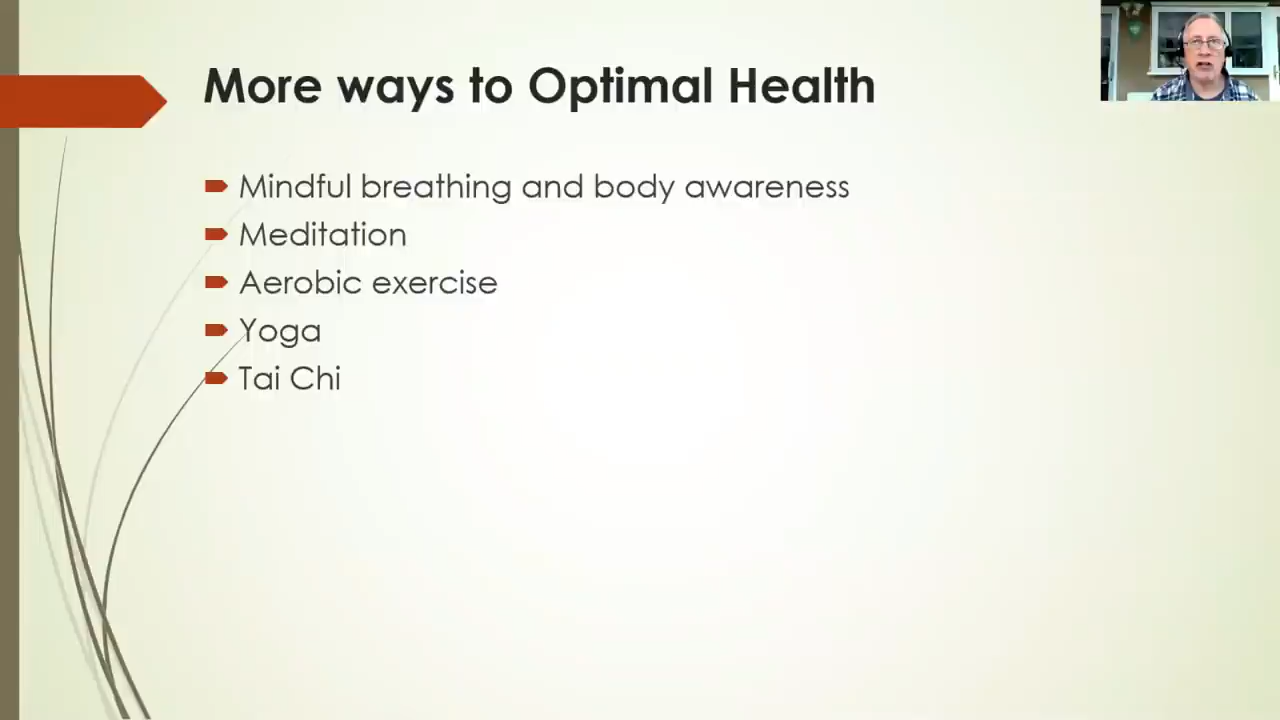 More ways to Optimal Health
Mindful breathing and body awareness
Meditation
Aerobic exercise
Yoga
Tai Chi